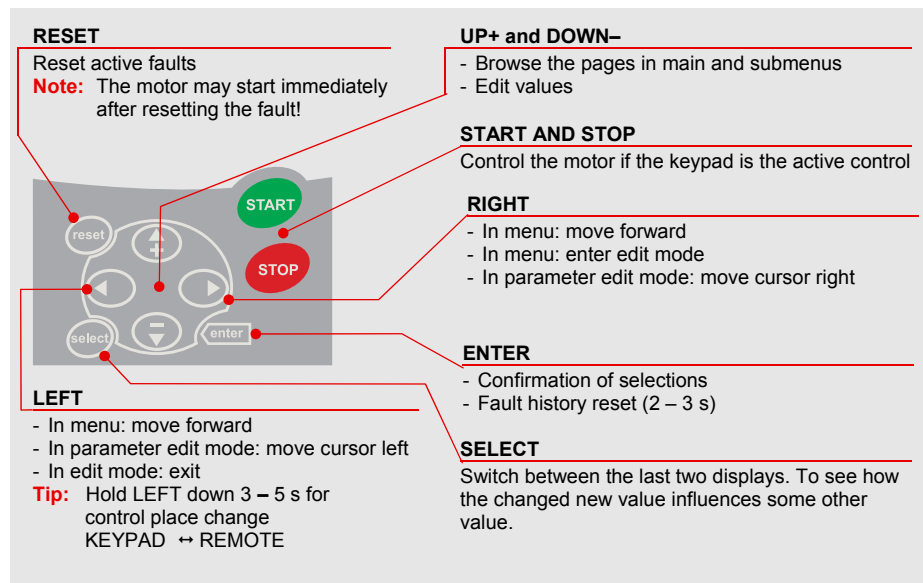 RESET
Reset active faults
Note: The motor may start immediately
after resetting the fault!
UP+ and DOWN–
- Browse the pages in main and submenus
- Edit values
START AND STOP
Control the motor if the keypad is the active control
RIGHT
- In menu: move forward
- In menu: enter edit mode
- In parameter edit mode: move cursor right
START
reset
+
STOP
–
select
enter
ENTER
- Confirmation of selections
- Fault history reset (2 – 3 s)
LEFT
- In menu: move forward
- In parameter edit mode: move cursor left
- In edit mode: exit
Tip: Hold LEFT down 3 – 5 s for
control place change
KEYPAD ↔ REMOTE
SELECT
Switch between the last two displays. To see how
the changed new value influences some other
value.